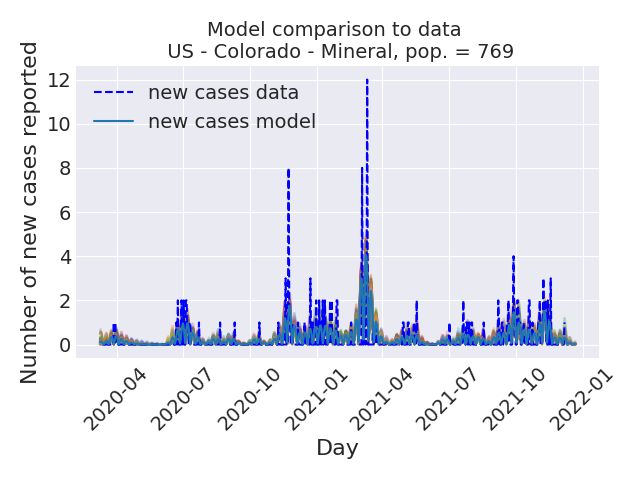 Model comparison to data
US - Colorado - Mineral, pop. = 769
Number of new cases reported
12
10
8
6
4
2
0
new cases data
new cases model
2020-04
2020-07
2020-10
2021-01
2021-04
2021-07
2021-10
2022-01
Day